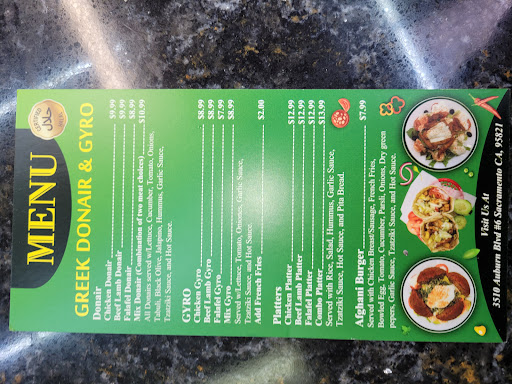 MENU
حلال
GREEK DONAIR & GYRO
Donair
Chicken Donair $9.99
Beef Lamb Donair $9.99
Falafel Donair $8.99
Mix Donair (Combination of two meat choices) $10.99
All Donairs served w/Lettuce, Cucumber, Tomato, Onions,
Tabuli, Black Olive, Jalapino, Hummus, Garlic Sauce,
Tzatziki Sauce, and Hot Sauce.
GYRO
Chicken Gyro $8.99
Beef Lamb Gyro $8.99
Falafel Gyro $7.99
Mix Gyro $8.99
Served w/Lettuce, Tomato, Onions, Garlic Sauce,
Tzatziki Sauce, and Hot Sauce.
Add French Fries $2.00
Platters
Chicken Platter $12.99
Beef Lamb Platter $12.99
Falafel Platter $12.99
Combo Platter $13.99
Served with Rice, Salad, Hummus, Garlic Sauce,
Tzatziki Sauce, Hot Sauce, and Pita Bread.
Afghani Burger $7.99
Served with Chicken Breast/Sausage, French Fries,
Bowled Egg, Tomato, Cucumber, Parsli, Onions, Dry green
papers, Garlic Sauce, Tzatziki Sauce, and Hot Sauce.
Visit Us At
3510 Auburn Blvd #6 Sacramento CA, 95821